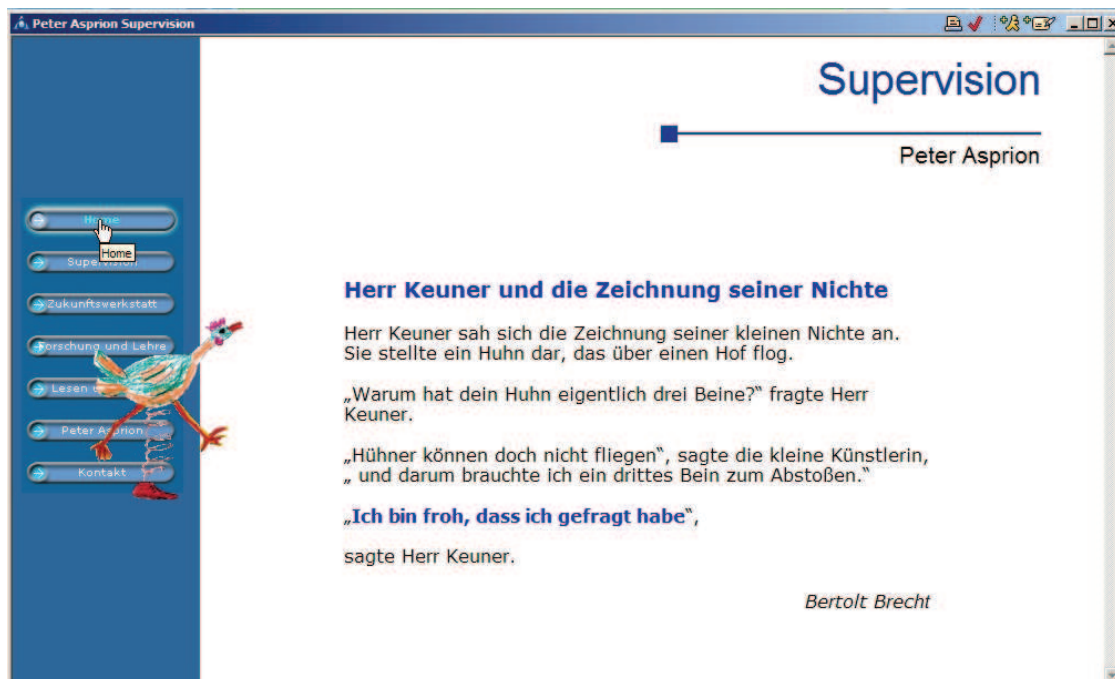 Peter Asprion Supervision
Supervision
Peter Asprion
Home
Home
Supervision
Zukunftswerkstatt
Forschung und Lehre
Lesen
Peter Asprion
Kontakt
Herr Keuner und die Zeichnung seiner Nichte
Herr Keuner sah sich die Zeichnung seiner kleinen Nichte an.
Sie stellte ein Huhn dar, das über einen Hof flog.
„Warum hat dein Huhn eigentlich drei Beine?“ fragte Herr
Keuner.
„Hühner können doch nicht fliegen“, sagte die kleine Künstlerin,
„ und darum brauchte ich ein drittes Bein zum Abstoßen.“
„Ich bin froh, dass ich gefragt habe“,
sagte Herr Keuner.
Bertolt Brecht